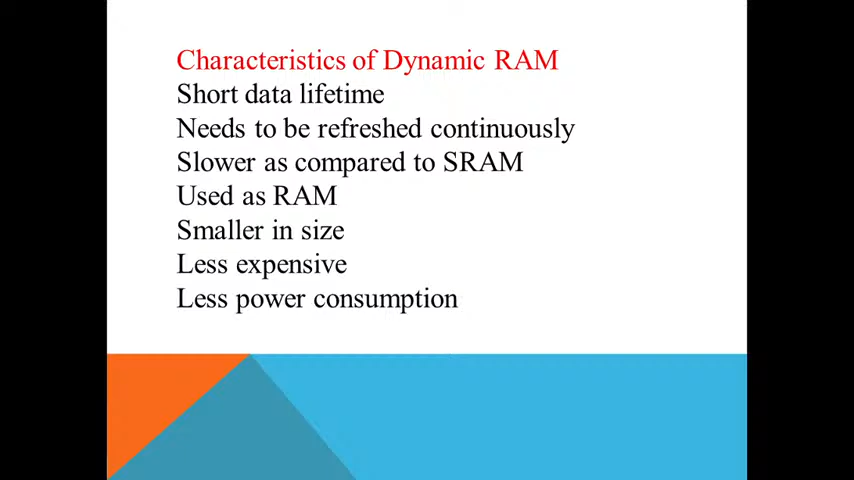 Characteristics of Dynamic RAM
Short data lifetime
Needs to be refreshed continuously
Slower as compared to SRAM
Used as RAM
Smaller in size
Less expensive
Less power consumption